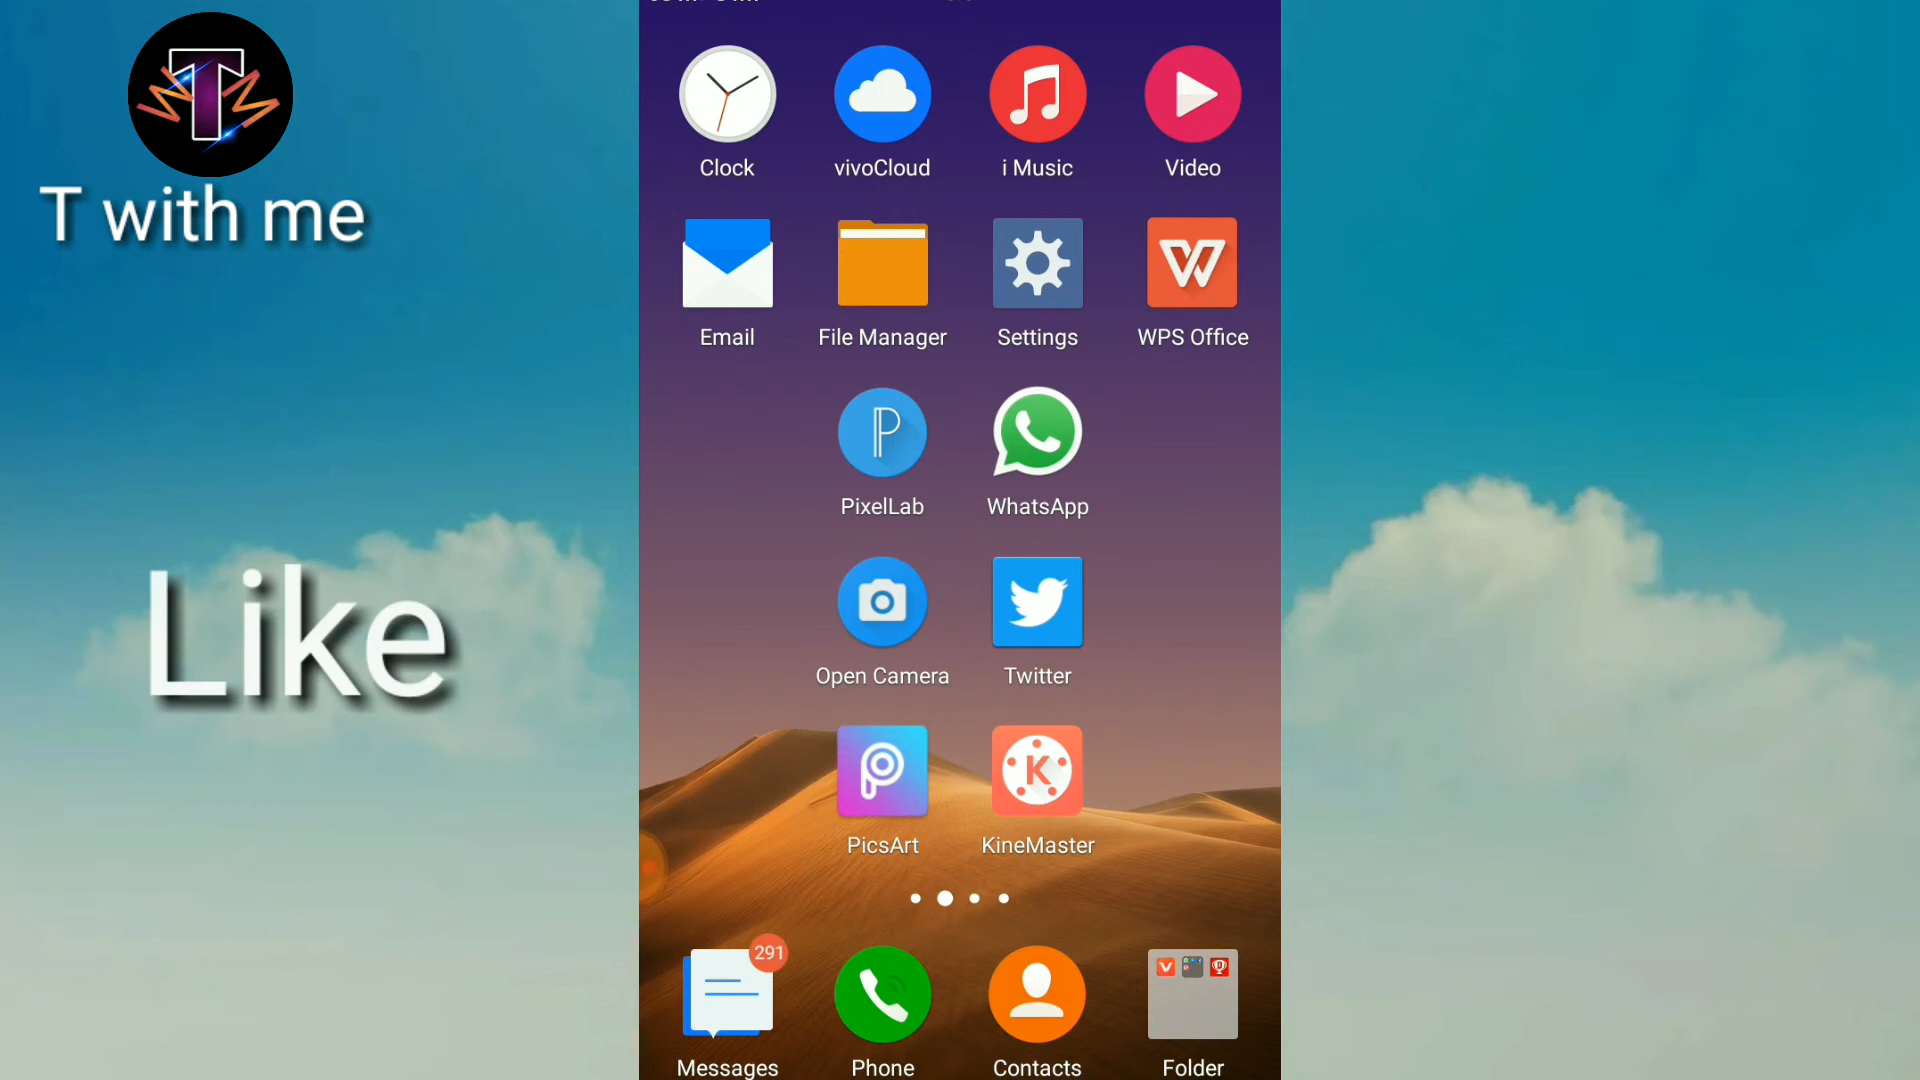 T
T with me
Like
Clock
vivoCloud
i Music
Video
Email
File Manager
Settings
WPS Office
PixelLab
WhatsApp
Open Camera
Twitter
PicsArt
K
KineMaster
291
Messages
Phone
Contacts
Folder